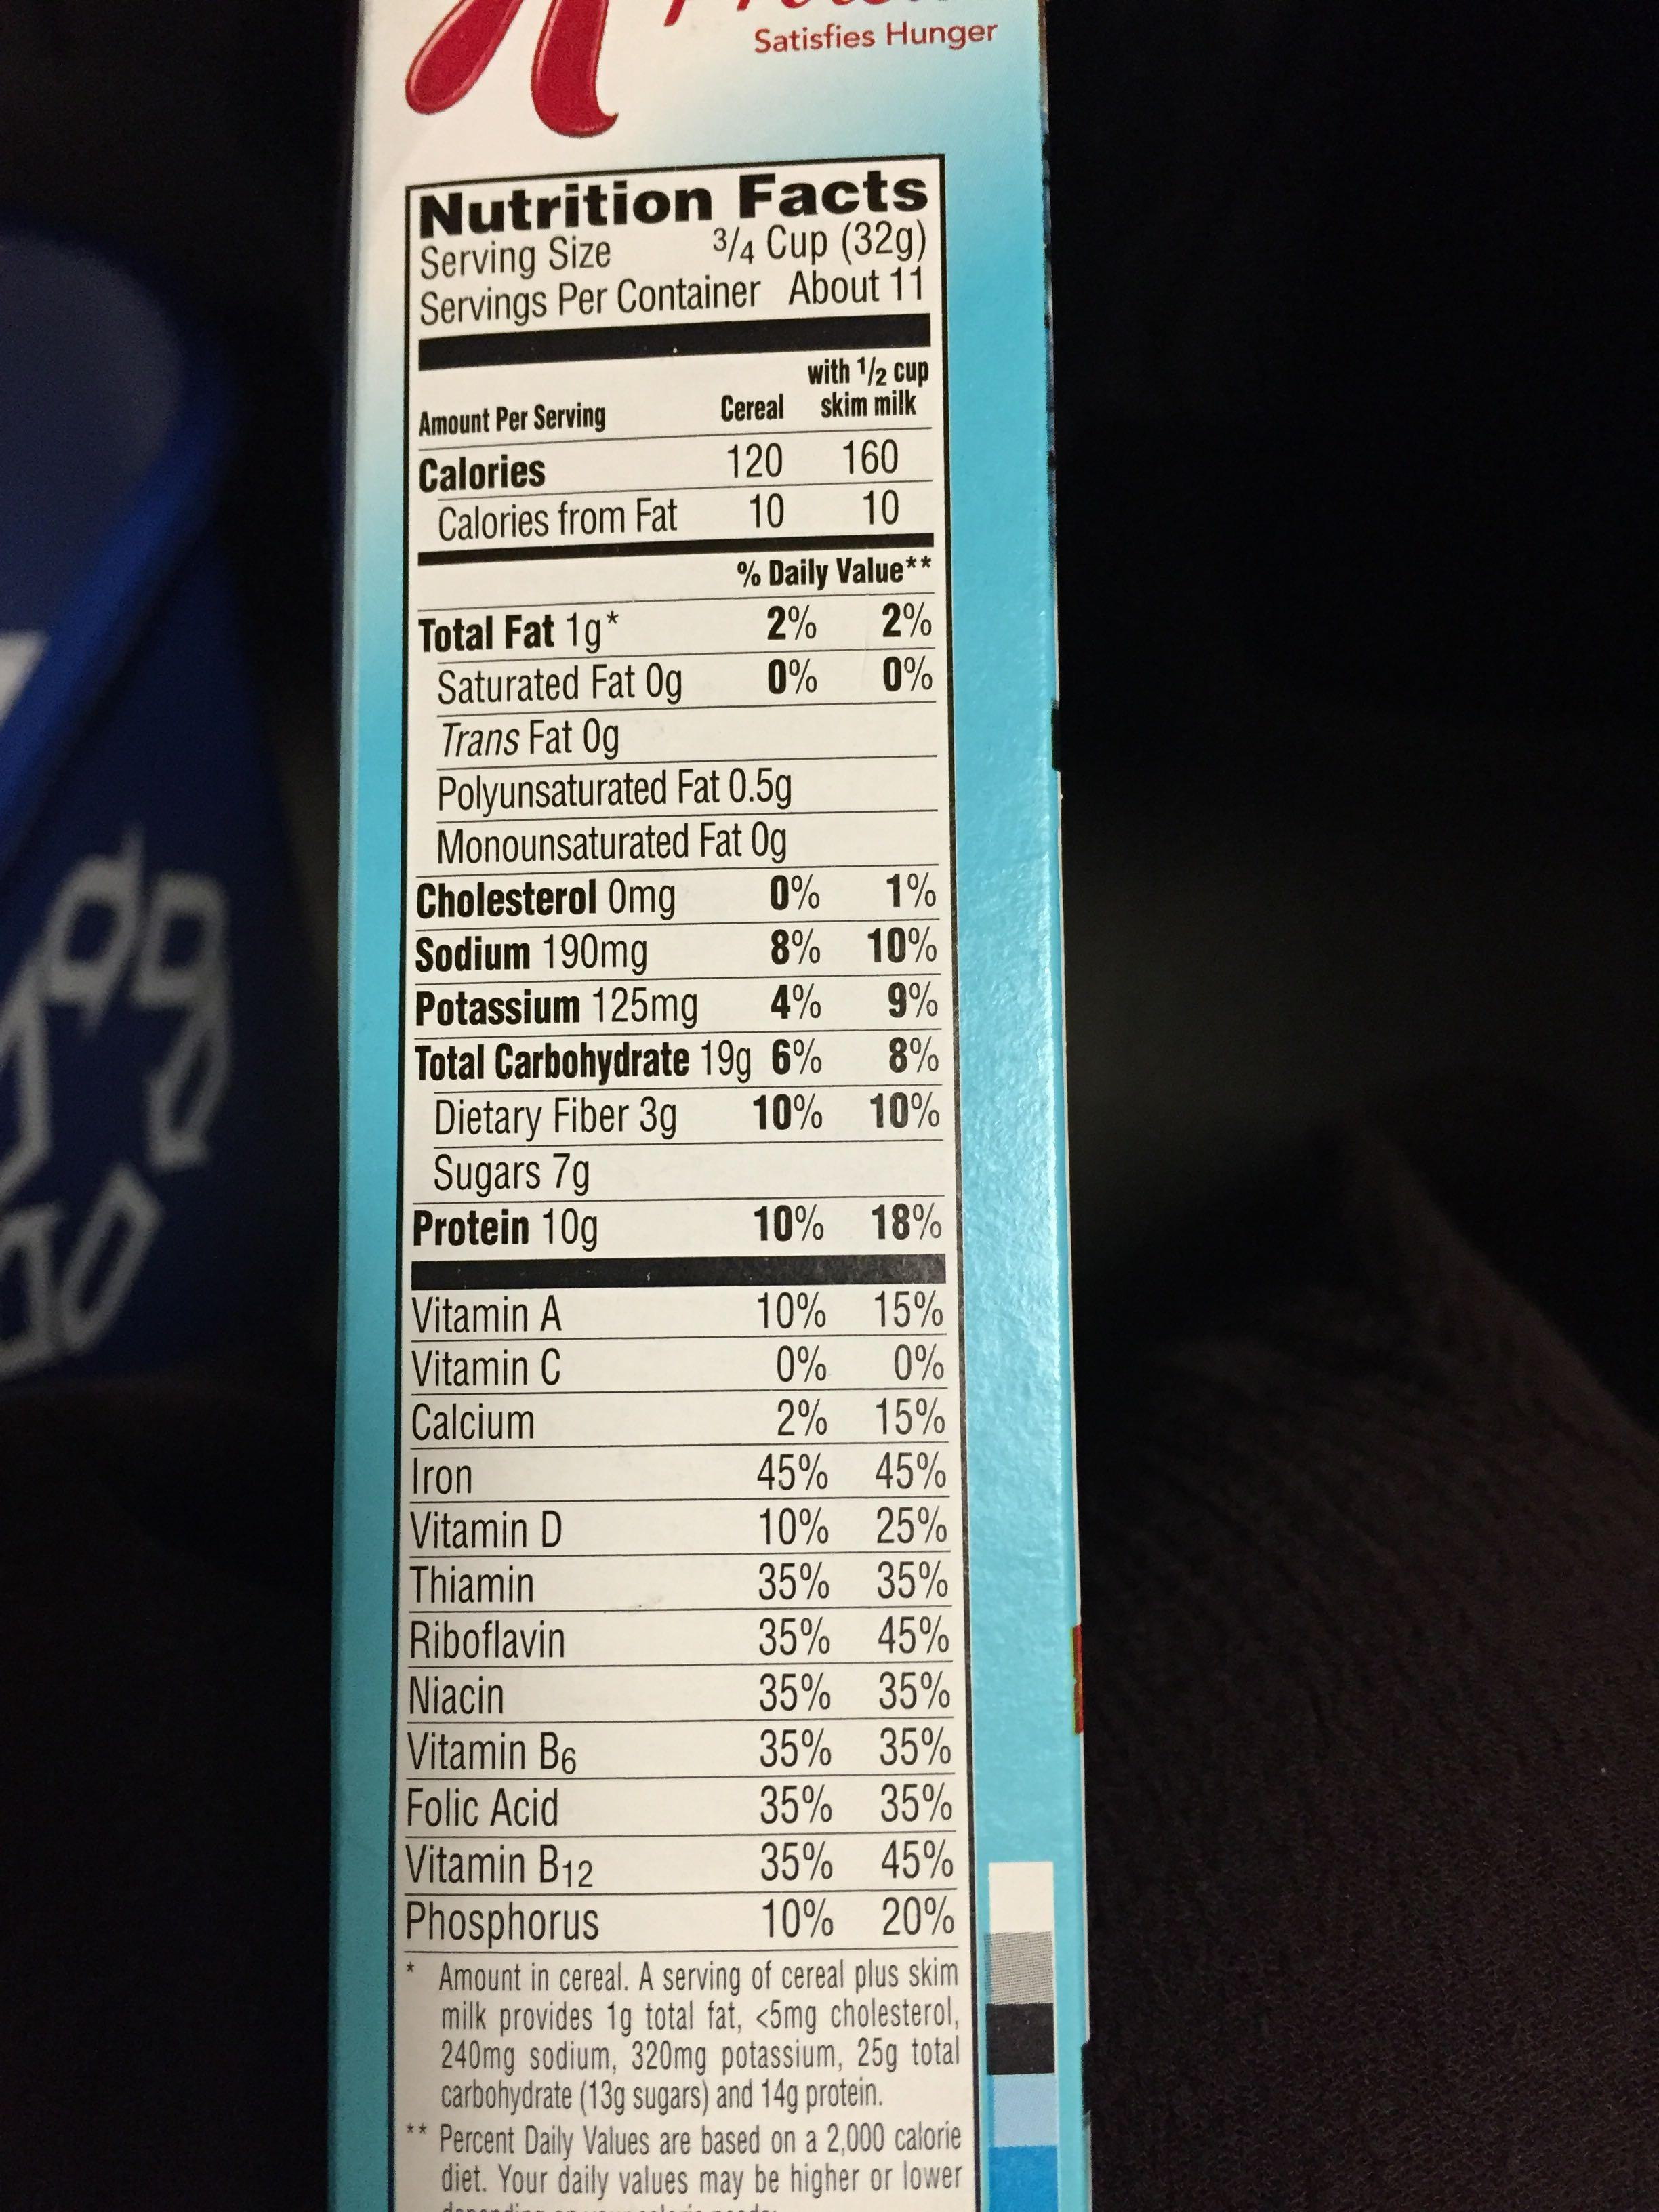 Satisfies Hunger
Nutrition Facts
Serving Size 3/4 Cup (32g)
Servings Per Container About 11
with 1/2 cup
Amount Per Serving Cereal skim milk
Calories 120 160
Calories from Fat 10 10
% Daily Value**
Total Fat 1g* 2% 2%
Saturated Fat 0g 0% 0%
Trans Fat 0g
Polyunsaturated Fat 0.5g
Monounsaturated Fat 0g
Cholesterol 0mg 0% 1%
Sodium 190mg 8% 10%
Potassium 125mg 4% 9%
Total Carbohydrate 19g 6% 8%
Dietary Fiber 3g 10% 10%
Sugars 7g
Protein 10g 10% 18%
Vitamin A 10% 15%
Vitamin C 0% 0%
Calcium 2% 15%
Iron 45% 45%
Vitamin D 10% 25%
Thiamin 35% 35%
Riboflavin 35% 45%
Niacin 35% 35%
Vitamin B6 35% 35%
Folic Acid 35% 35%
Vitamin B12 35% 45%
Phosphorus 10% 20%
* Amount in cereal. A serving of cereal plus skim
milk provides 1g total fat, <5mg cholesterol,
240mg sodium, 320mg potassium, 25g total
carbohydrate (13g sugars) and 14g protein.
** Percent Daily Values are based on a 2,000 calorie
diet. Your daily values may be higher or lower